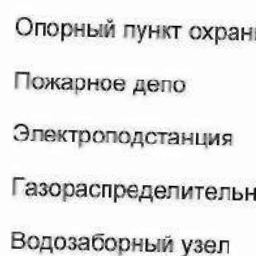 Опорный пункт охран
Пожарное депо
Электроподстанция
Газораспределительн
Водозаборный узел